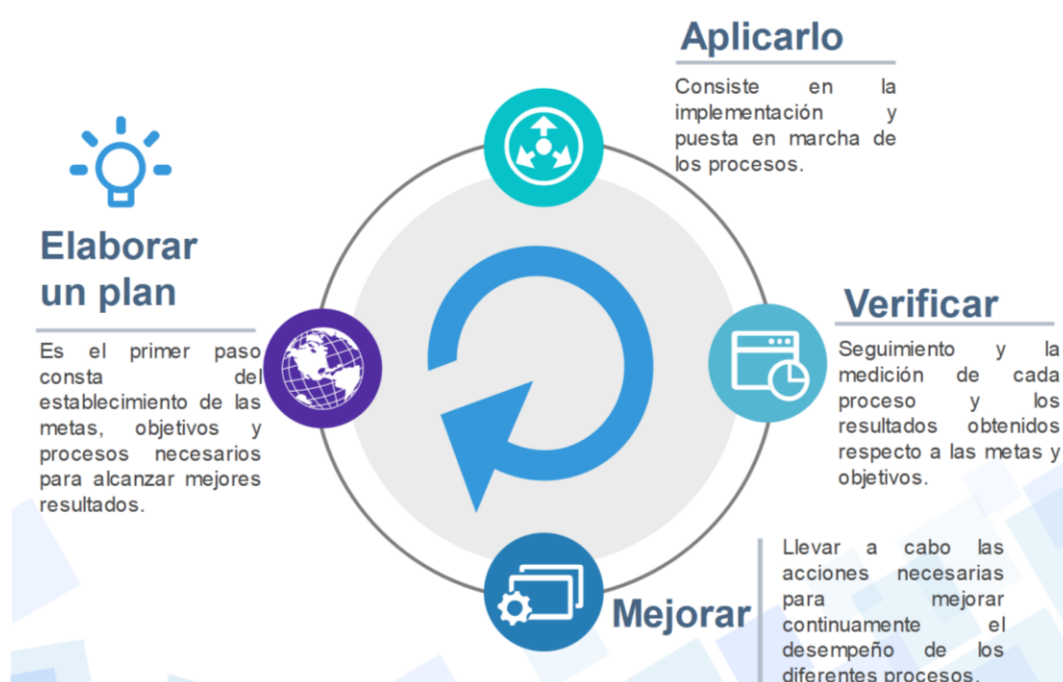 Elaborar
un plan
Es el primer paso
consta del
establecimiento de las
metas, objetivos y
procesos necesarios
para alcanzar mejores
resultados.
Aplicarlo
Consiste en la
implementación y
puesta en marcha de
los procesos.
Verificar
Seguimiento y la
medición de cada
proceso y los
resultados obtenidos
respecto a las metas y
objetivos.
Mejorar
Llevar a cabo las
acciones necesarias
para mejorar
continuamente el
desempeño de los
diferentes procesos.